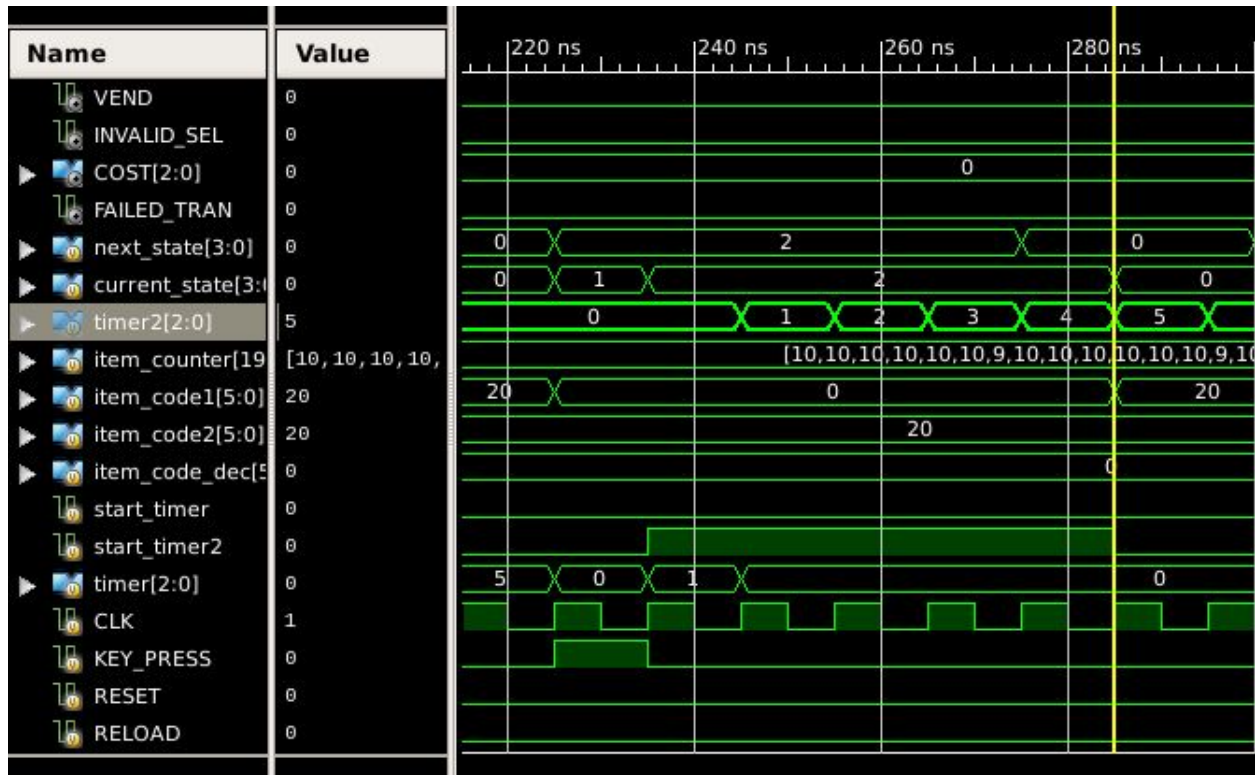 Name Value 220 ns 240 ns 260 ns 280 ns
VEND 0
INVALID_SEL 0
COST[2:0] 0 0
FAILED_TRAN 0
next_state[3:0] 0 0 2 0
current_state[3:0 0 0 1 2 0
timer2[2:0] 5 0 1 2 3 4 5
item_counter[19 [10,10,10,10, [10,10,10,10,10,10,9,10,10,10,10,10,10,9,10
item_code1[5:0] 20 20 0 20
item_code2[5:0] 20 20
item_code_dec[5 0 0
start_timer 0
start_timer2 0
timer[2:0] 0 5 0 1 0
CLK 1
KEY_PRESS 0
RESET 0
RELOAD 0